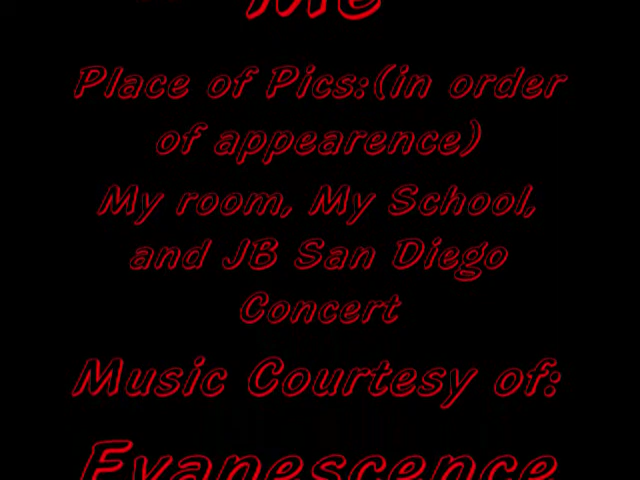 Me
Place of Pics:(in order
of appearence)
My room, My School,
and JB San Diego
Concert
Music Courtesy of:
Evanescence